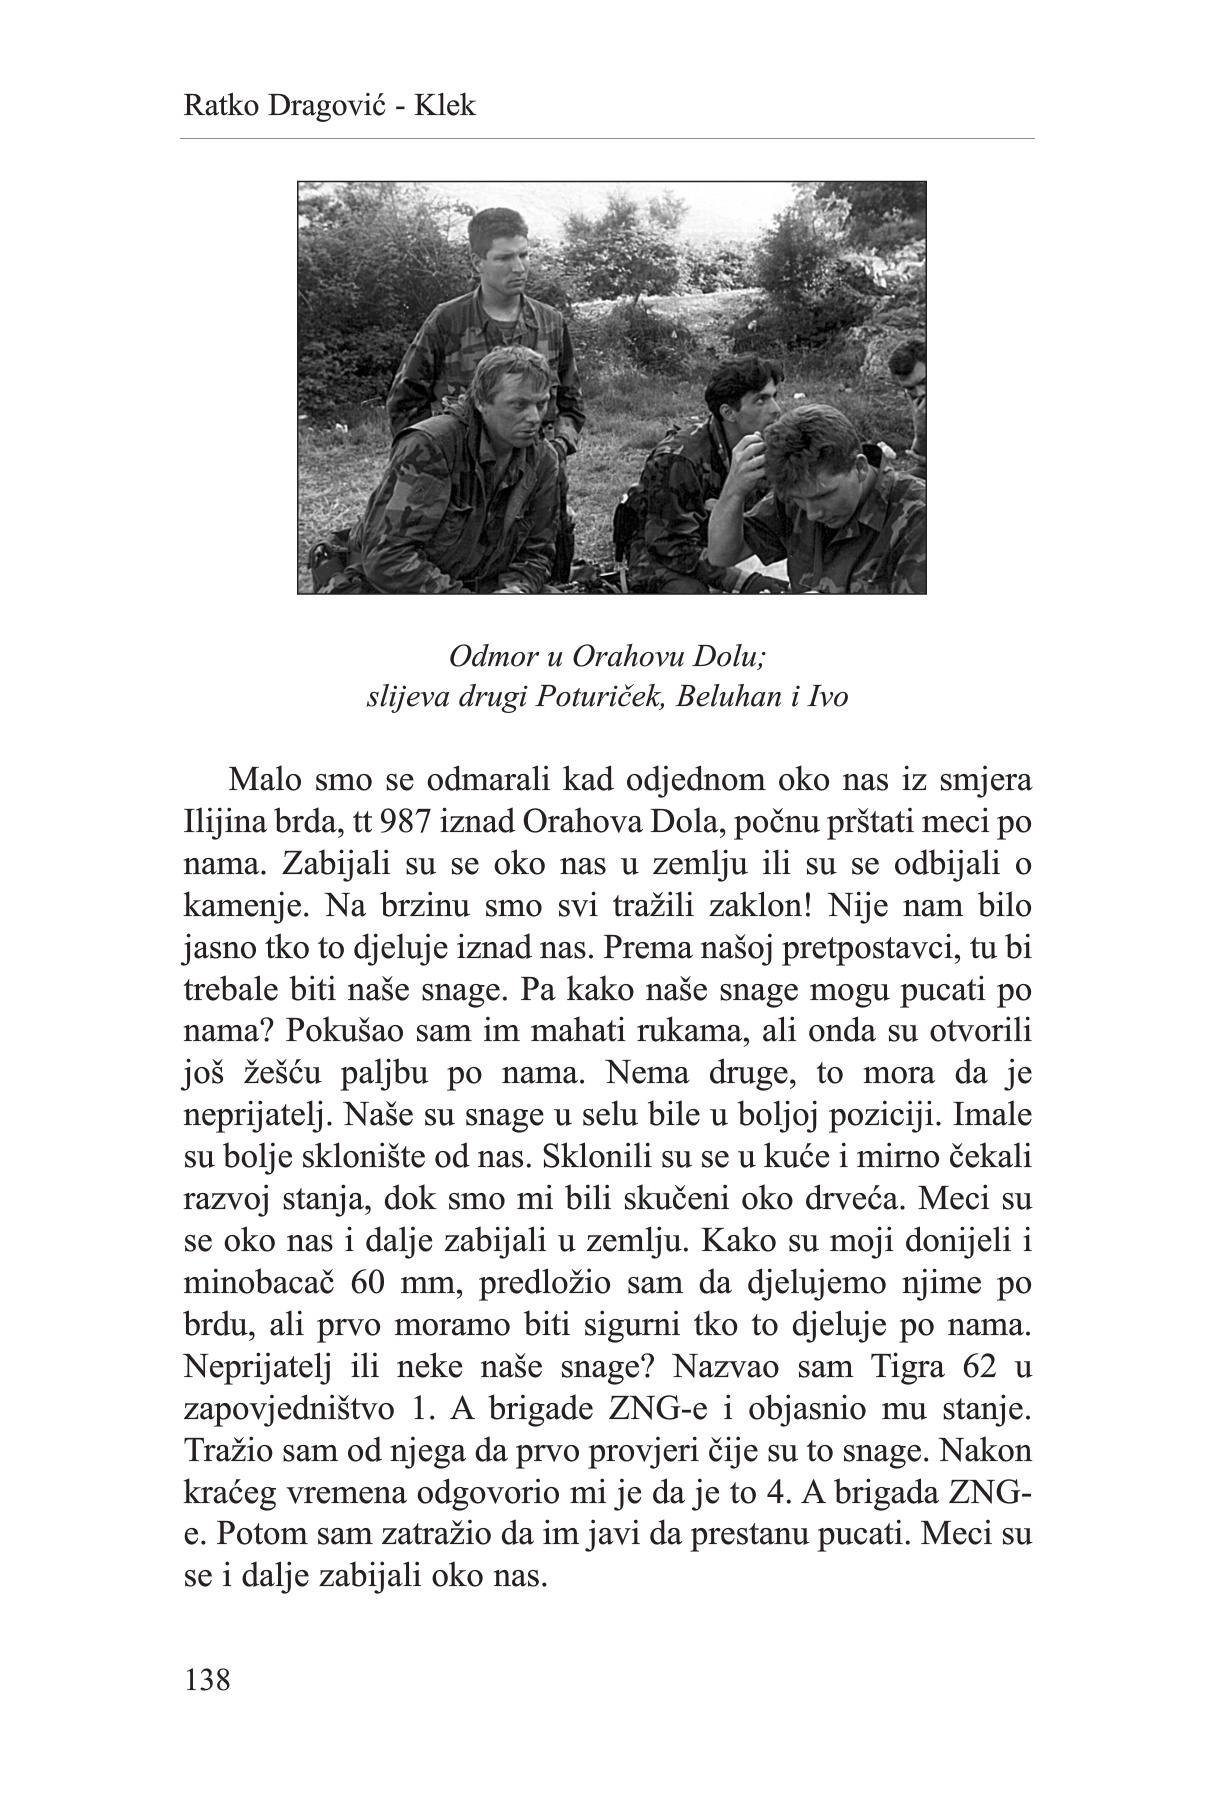 Ratko Dragović - Klek
Odmor u Orahovu Dolu;
slijeva drugi Poturiček, Beluhan i Ivo
Malo smo se odmarali kad odjednom oko nas iz smjera
Ilijina brda, tt 987 iznad Orahova Dola, počnu prštati meci po
nama. Zabijali su se oko nas u zemlju ili su se odbijali o
kamenje. Na brzinu smo svi tražili zaklon! Nije nam bilo
jasno tko to djeluje iznad nas. Prema našoj pretpostavci, tu bi
trebale biti naše snage. Pa kako naše snage mogu pucati po
nama? Pokušao sam im mahati rukama, ali onda su otvorili
još žešću paljbu po nama. Nema druge, to mora da je
neprijatelj. Naše su snage u selu bile u boljoj poziciji. Imale
su bolje sklonište od nas. Sklonili su se u kuće i mirno čekali
razvoj stanja, dok smo mi bili skučeni oko drveća. Meci su
se oko nas i dalje zabijali u zemlju. Kako su moji donijeli i
minobacač 60 mm, predložio sam da djelujemo njime po
brdu, ali prvo moramo biti sigurni tko to djeluje po nama.
Neprijatelj ili neke naše snage? Nazvao sam Tigra 62 u
zapovjedništvo 1. A brigade ZNG-e i objasnio mu stanje.
Tražio sam od njega da prvo provjeri čije su to snage. Nakon
kraćeg vremena odgovorio mi je da je to 4. A brigada ZNG-
e. Potom sam zatražio da im javi da prestanu pucati. Meci su
se i dalje zabijali oko nas.
138